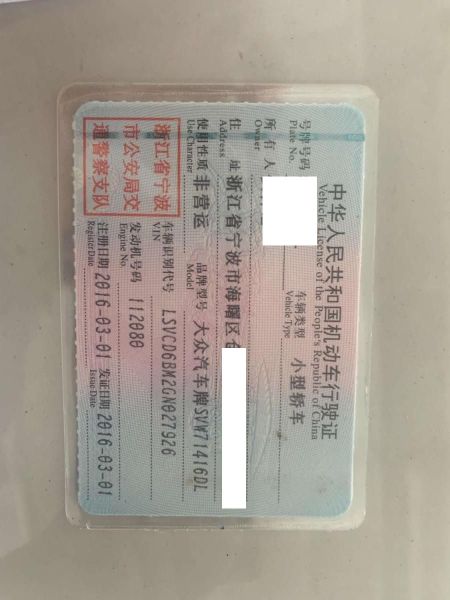 中华人民共和国机动车行驶证
Vehicle License of the People's Republic of China
号牌号码
Plate No.
车辆类型 小型轿车
Vehicle Type
所有人
Owner
住址 浙江省宁波市海曙区
Address
使用性质 非营运 品牌型号 大众汽车牌SVW71416DL
Use Character Model
浙江省宁波
市公安局交
通警察支队
车辆识别代号 LSVCD6BM2GN027926
VIN
发动机号码 112080
Engine No.
注册日期 2016-03-01 发证日期 2016-03-01
Register Date Issue Date